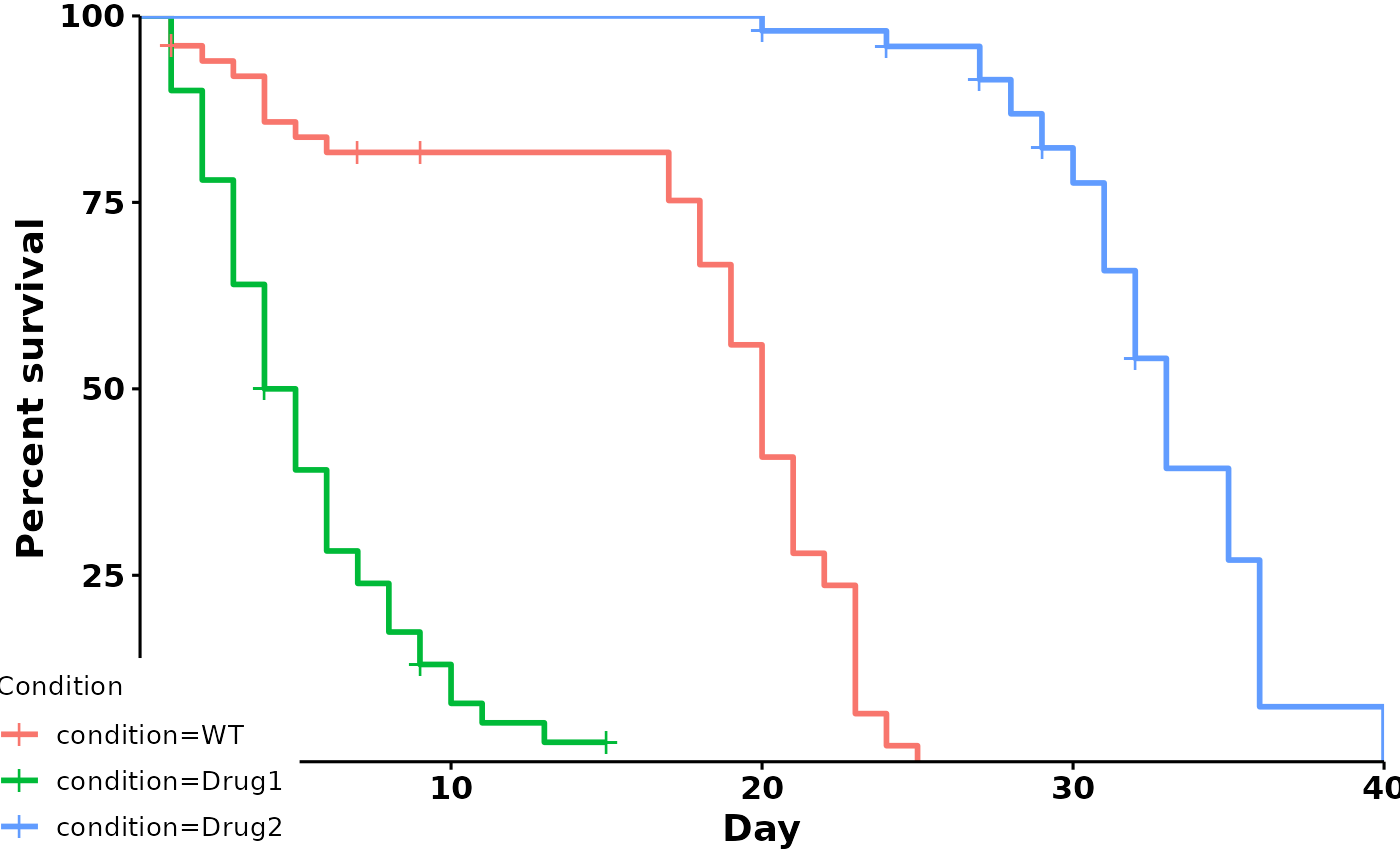 100
75
50
25
Percent survival
Condition
condition=WT
condition=Drug1
condition=Drug2
10 20 30 40
Day